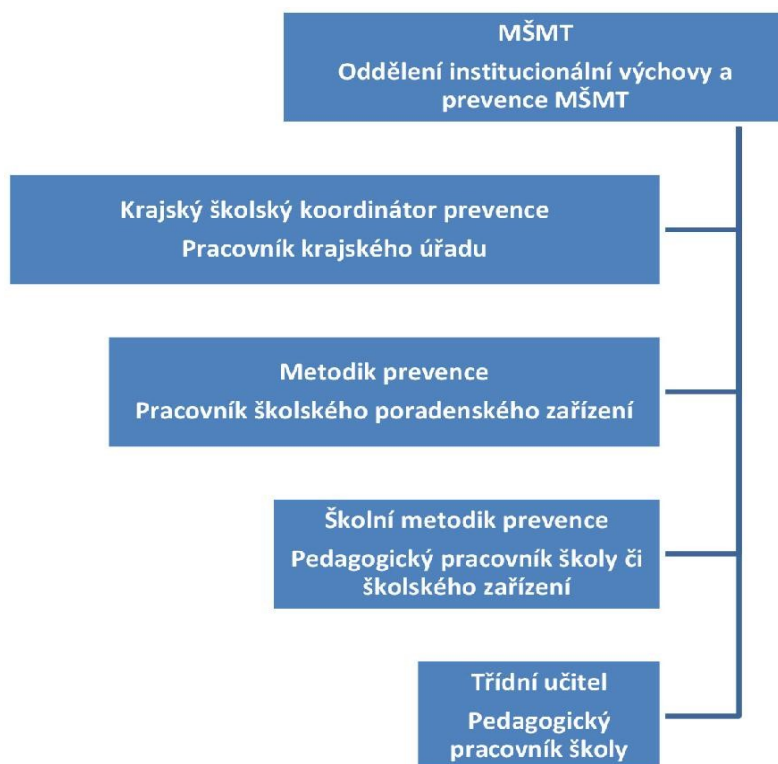 MŠMT
Oddělení institucionální výchovy a
prevence MŠMT
Krajský školský koordinátor prevence
Pracovník krajského úřadu
Metodik prevence
Pracovník školského poradenského zařízení
Školní metodik prevence
Pedagogický pracovník školy či
školského zařízení
Třídní učitel
Pedagogický
pracovník školy